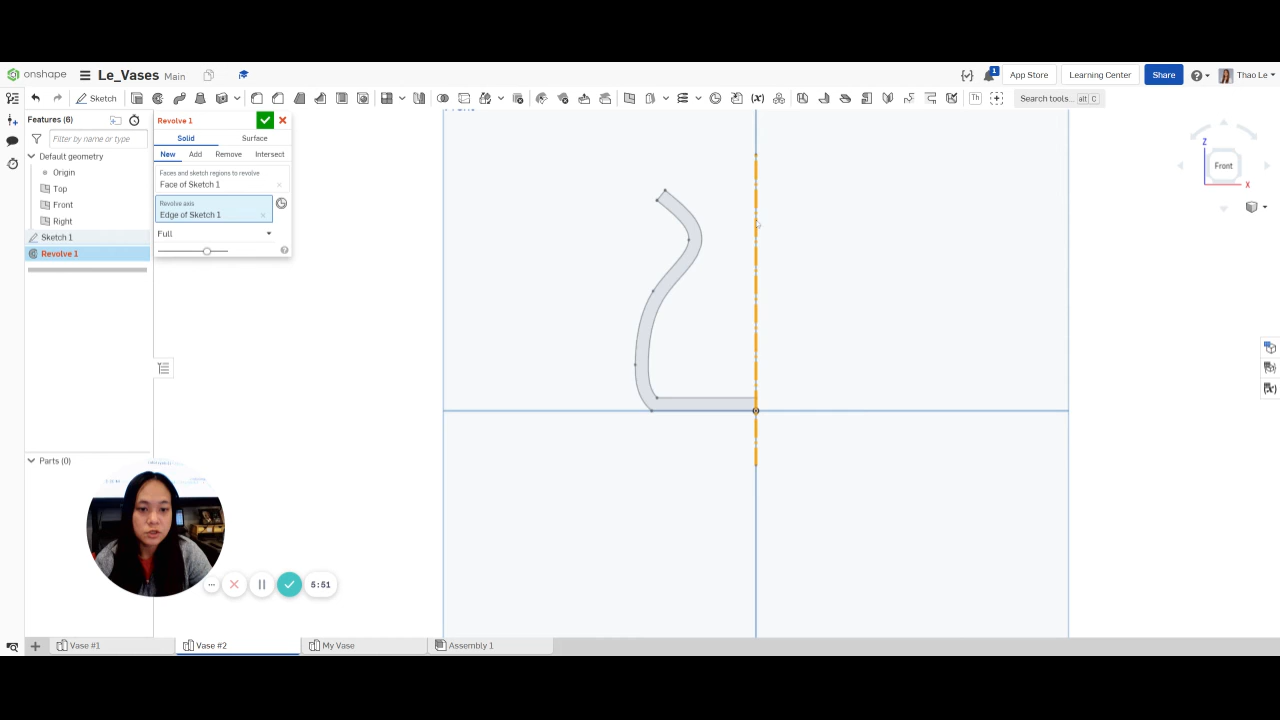 onshape
Le_Vases Main
1
App Store
Learning Center
Share
Thao Le
Sketch
Th
Search tools... alt C
Features (6)
Filter by name or type
Default geometry
Origin
Top
Front
Right
Sketch 1
Revolve 1
Revolve 1
Solid Surface
New Add Remove Intersect
Faces and sketch regions to revolve
Face of Sketch 1
Revolve axis
Edge of Sketch 1
Full
Z
Front
X
Parts (0)
5:51
Vase #1
Vase #2
My Vase
Assembly 1